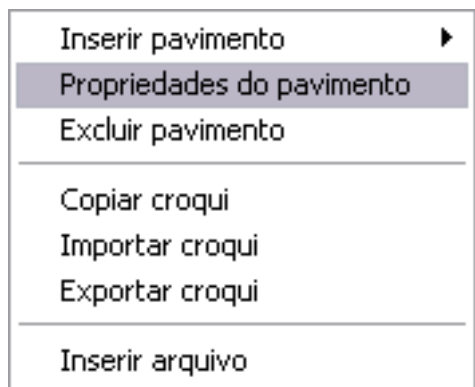 Inserir pavimento
Propriedades do pavimento
Excluir pavimento
Copiar croqui
Importar croqui
Exportar croqui
Inserir arquivo